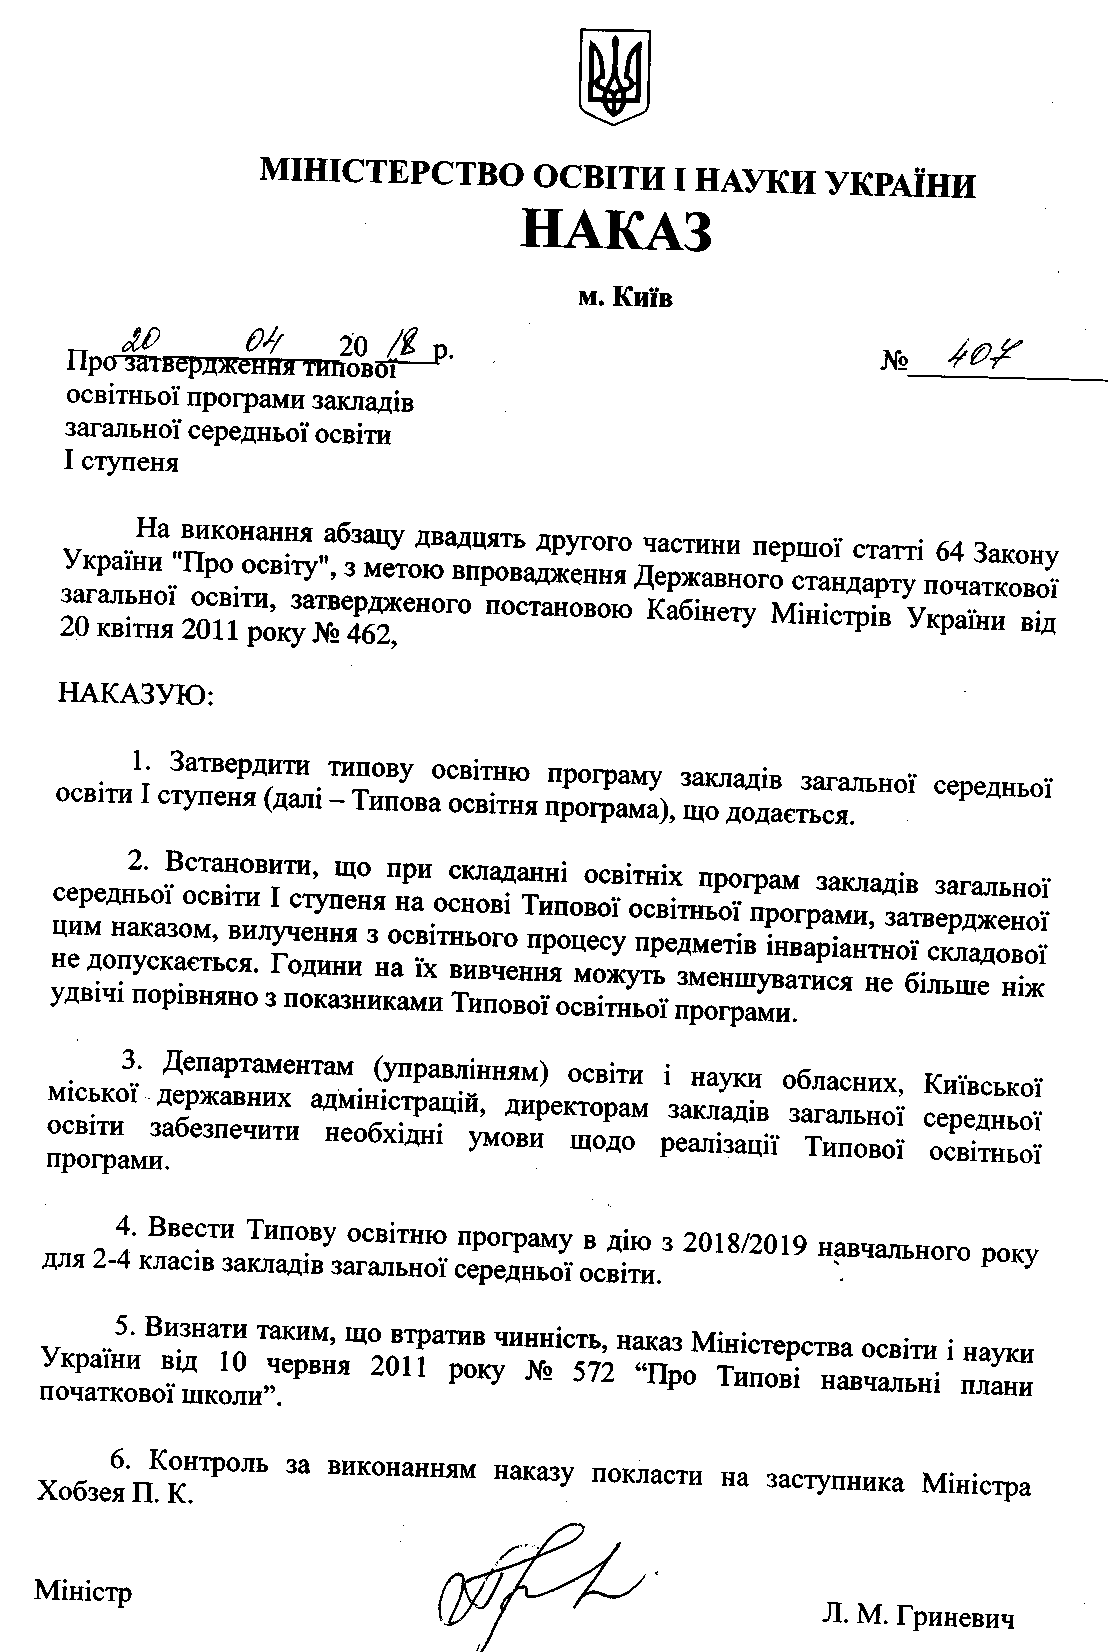 МІНІСТЕРСТВО ОСВІТИ І НАУКИ УКРАЇНИ
НАКАЗ
м. Київ
20 04 2018 р.
№ 407
Про затвердження типової
освітньої програми закладів
загальної середньої освіти
І ступеня
На виконання абзацу двадцять другого частини першої статті 64 Закону
України "Про освіту", з метою впровадження Державного стандарту початкової
загальної освіти, затвердженого постановою Кабінету Міністрів України від
20 квітня 2011 року № 462,
НАКАЗУЮ:
1. Затвердити типову освітню програму закладів загальної середньої
освіти І ступеня (далі – Типова освітня програма), що додається.
2. Встановити, що при складанні освітніх програм закладів загальної
середньої освіти І ступеня на основі Типової освітньої програми, затвердженої
цим наказом, вилучення з освітнього процесу предметів інваріантної складової
не допускається. Години на їх вивчення можуть зменшуватися не більше ніж
удвічі порівняно з показниками Типової освітньої програми.
3. Департаментам (управлінням) освіти і науки обласних, Київської
міської державних адміністрацій, директорам закладів загальної середньої
освіти забезпечити необхідні умови щодо реалізації Типової освітньої
програми.
4. Ввести Типову освітню програму в дію з 2018/2019 навчального року
для 2-4 класів закладів загальної середньої освіти.
5. Визнати таким, що втратив чинність, наказ Міністерства освіти і науки
України від 10 червня 2011 року № 572 “Про Типові навчальні плани
початкової школи”.
6. Контроль за виконанням наказу покласти на заступника Міністра
Хобзея П. К.
Міністр
Л. М. Гриневич